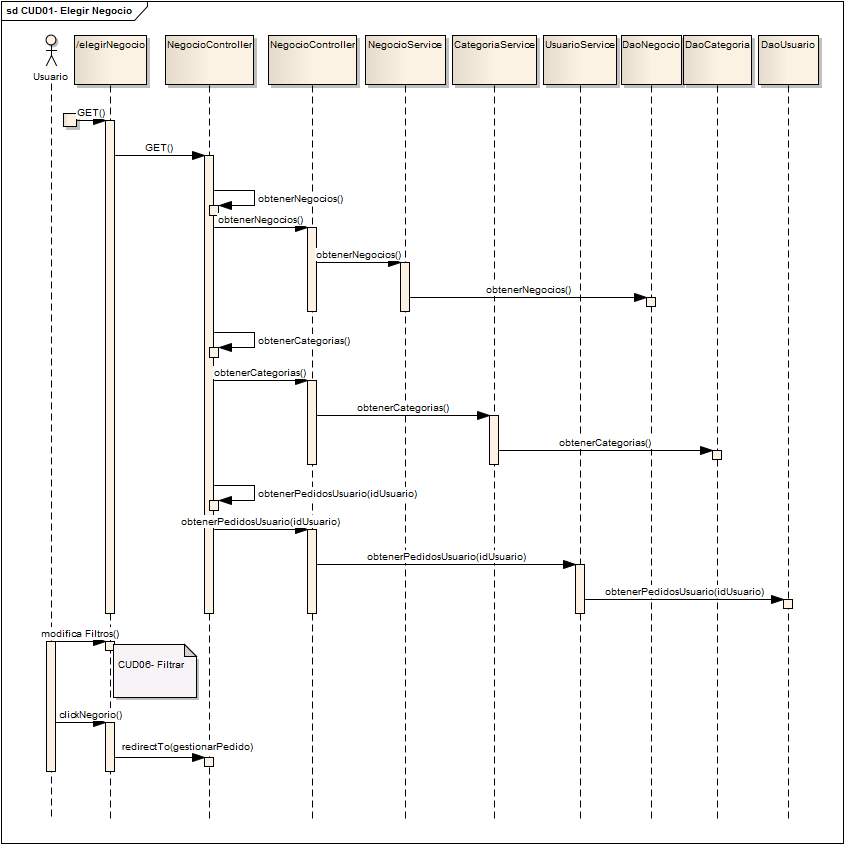 sd CUD01- Elegir Negocio
Usuario
/elegirNegocio
NegocioController
NegocioController
NegocioService
CategoriaService
UsuarioService
DaoNegocio
DaoCategoria
DaoUsuario
GET()
GET()
obtenerNegocios()
obtenerNegocios()
obtenerNegocios()
obtenerNegocios()
obtenerCategorias()
obtenerCategorias()
obtenerCategorias()
obtenerCategorias()
obtenerPedidosUsuario(idUsuario)
obtenerPedidosUsuario(idUsuario)
obtenerPedidosUsuario(idUsuario)
obtenerPedidosUsuario(idUsuario)
modifica Filtros()
CUD06- Filtrar
clickNegorio()
redirectTo(gestionarPedido)